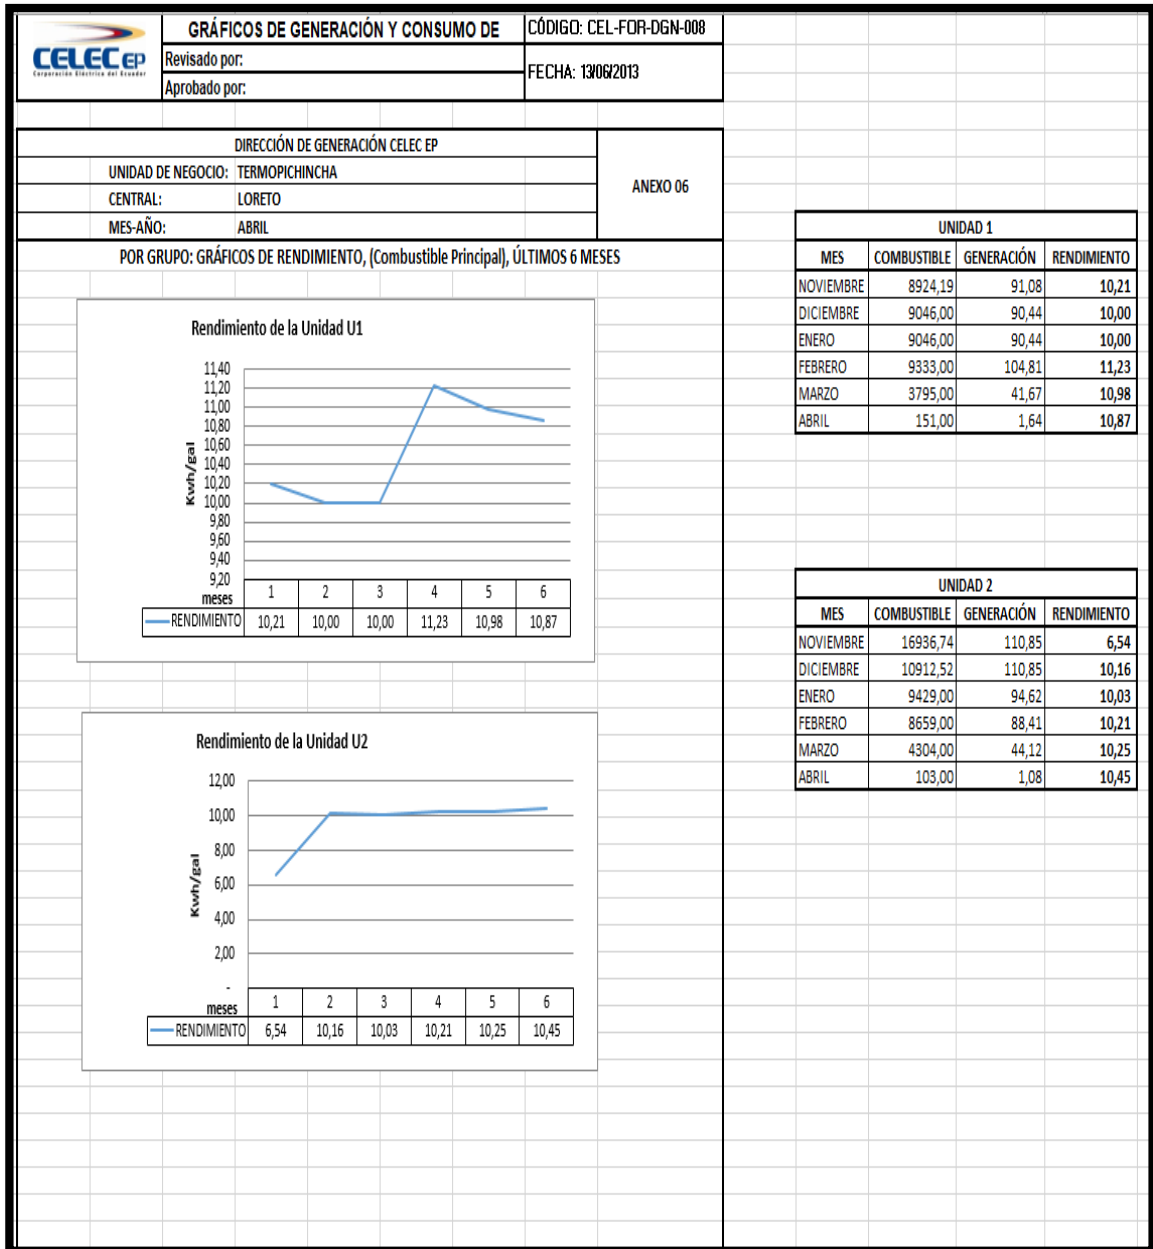 CELEC EP
Corporación Eléctrica del Ecuador
GRÁFICOS DE GENERACIÓN Y CONSUMO DE
CÓDIGO: CEL-FOR-DGN-008
Revisado por:
FECHA: 13/06/2013
Aprobado por:
DIRECCIÓN DE GENERACIÓN CELEC EP
UNIDAD DE NEGOCIO: TERMOPICHINCHA
CENTRAL: LORETO
MES-AÑO: ABRIL
ANEXO 06
POR GRUPO: GRÁFICOS DE RENDIMIENTO, (Combustible Principal), ÚLTIMOS 6 MESES
Rendimiento de la Unidad U1
Kwh/gal
11,40
11,20
11,00
10,80
10,60
10,40
10,20
10,00
9,80
9,60
9,40
9,20
meses 1 2 3 4 5 6
RENDIMIENTO 10,21 10,00 10,00 11,23 10,98 10,87
Rendimiento de la Unidad U2
Kwh/gal
12,00
10,00
8,00
6,00
4,00
2,00
-
meses 1 2 3 4 5 6
RENDIMIENTO 6,54 10,16 10,03 10,21 10,25 10,45
UNIDAD 1
MES COMBUSTIBLE GENERACIÓN RENDIMIENTO
NOVIEMBRE 8924,19 91,08 10,21
DICIEMBRE 9046,00 90,44 10,00
ENERO 9046,00 90,44 10,00
FEBRERO 9333,00 104,81 11,23
MARZO 3795,00 41,67 10,98
ABRIL 151,00 1,64 10,87
UNIDAD 2
MES COMBUSTIBLE GENERACIÓN RENDIMIENTO
NOVIEMBRE 16936,74 110,85 6,54
DICIEMBRE 10912,52 110,85 10,16
ENERO 9429,00 94,62 10,03
FEBRERO 8659,00 88,41 10,21
MARZO 4304,00 44,12 10,25
ABRIL 103,00 1,08 10,45